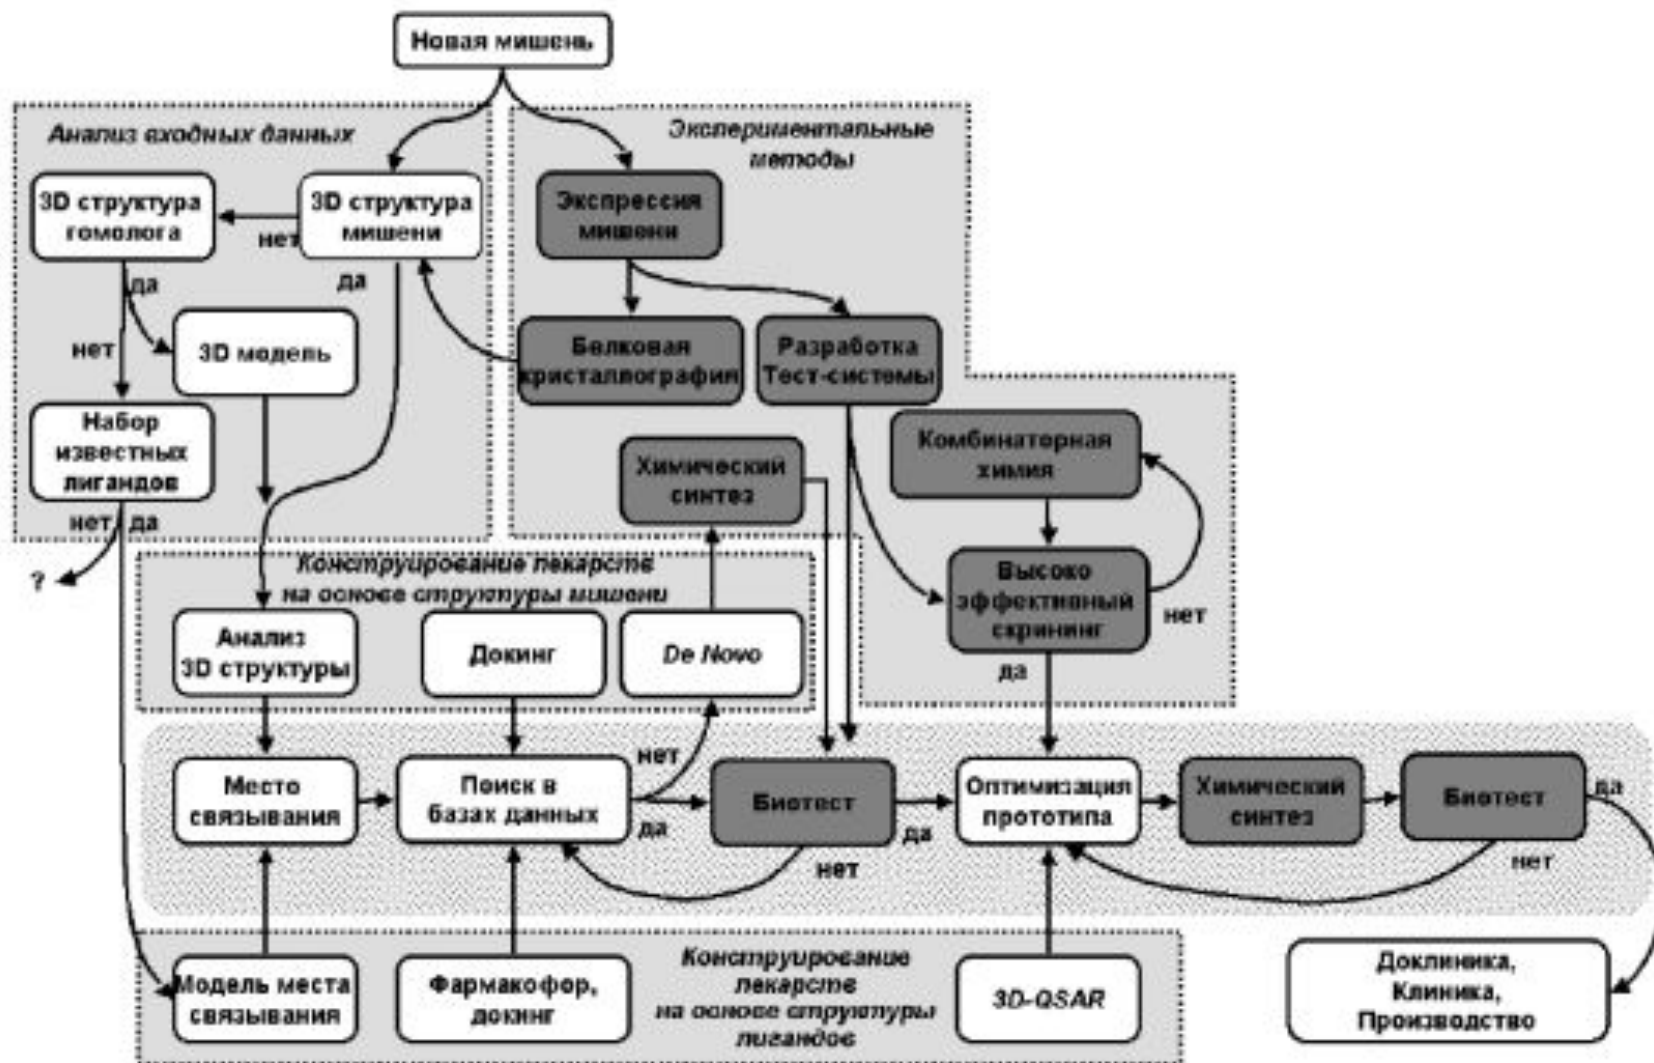 Новая мишень
Анализ входных данных
Экспериментальные
методы
3D структура
гомолога
3D структура
мишени
Экспрессия
мишени
нет
да
да
3D модель
нет
Белковая
кристаллография
Разработка
Тест-системы
Набор
известных
лигандов
Комбинаторная
химия
Химический
синтез
нет да
?
Высоко
эффективный
скрининг
нет
да
Конструирование лекарств
на основе структуры мишени
Анализ
3D структуры
Докинг
De Novo
нет
Место
связывания
Поиск в
базах данных
да
Биотест
да
нет
Оптимизация
прототипа
Химический
синтез
Биотест
да
нет
Модель места
связывания
Фармакофор,
докинг
Конструирование
лекарств
на основе структуры
лигандов
3D-QSAR
Доклиника,
Клиника,
Производство